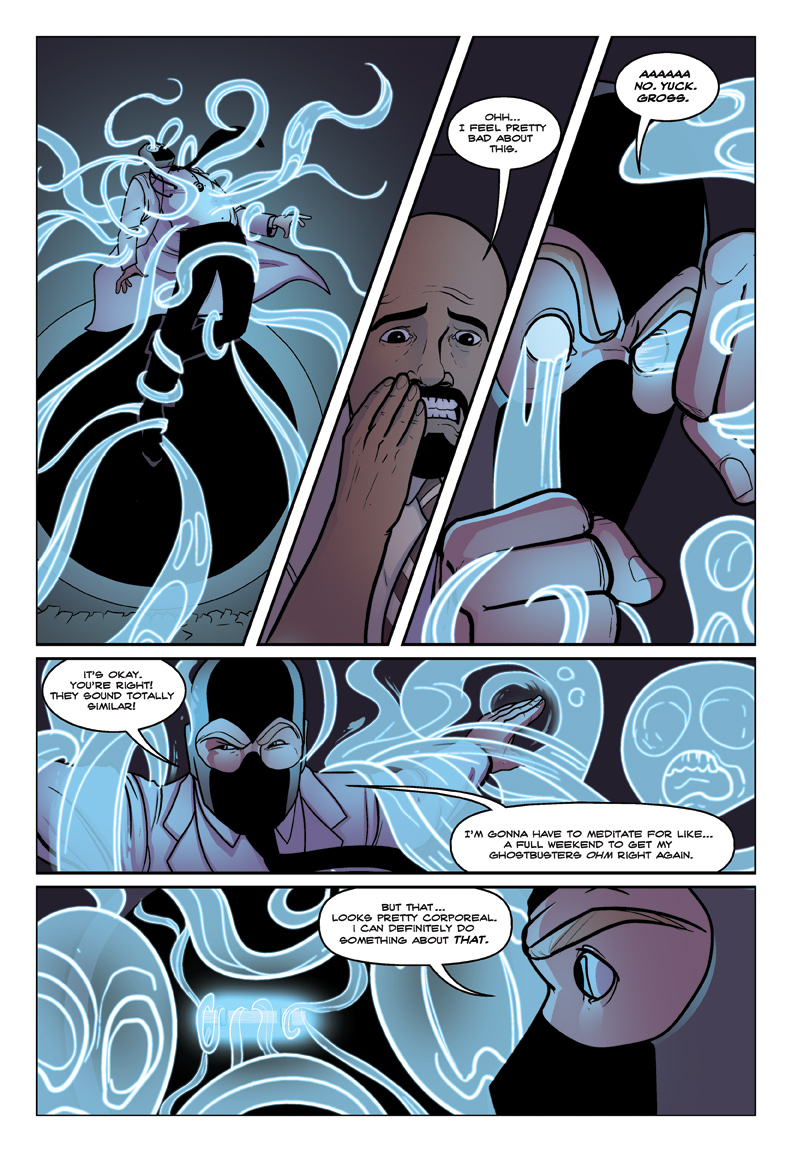 OHH...
I FEEL PRETTY
BAD ABOUT
THIS.
AAAAAA
NO. YUCK.
GROSS.
IT'S OKAY.
YOU'RE RIGHT!
THEY SOUND TOTALLY
SIMILAR!
I'M GONNA HAVE TO MEDITATE FOR LIKE...
A FULL WEEKEND TO GET MY
GHOSTBUSTERS OHM RIGHT AGAIN.
BUT THAT...
LOOKS PRETTY CORPOREAL.
I CAN DEFINITELY DO
SOMETHING ABOUT THAT.